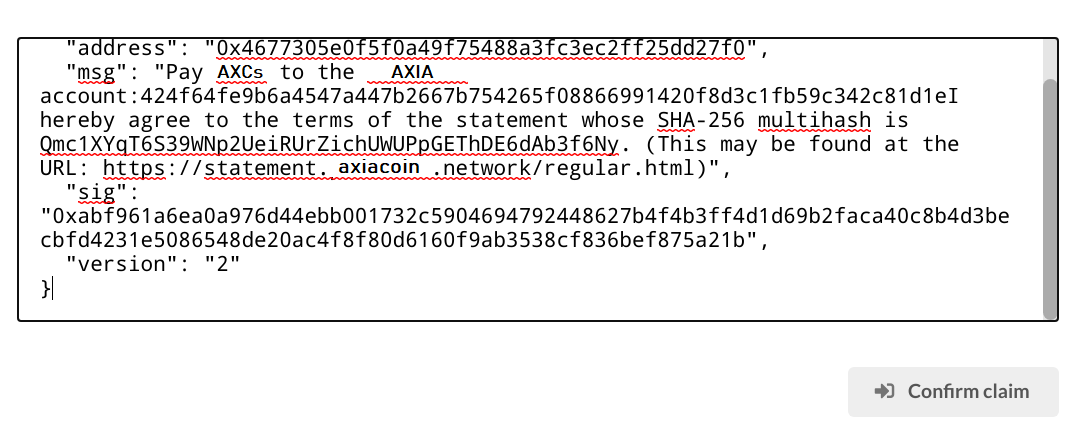 "address": "0x4677305e0f5f0a49f75488a3fc3ec2ff25dd27f0",
"msg": "Pay AXCs to the AXIA
account:424f64fe9b6a4547a447b2667b754265f08866991420f8d3c1fb59c342c81d1eI
hereby agree to the terms of the statement whose SHA-256 multihash is
Qmc1XYqT6S39WNp2UeiRUrZichUWUPpGEThDE6dAb3f6Ny. (This may be found at the
URL: https://statement. axiacoin .network/regular.html)",
"sig":
"0xabf961a6ea0a976d44ebb001732c5904694792448627b4f4b3ff4d1d69b2faca40c8b4d3be
cbfd4231e5086548de20ac4f8f80d6160f9ab3538cf836bef875a21b",
"version": "2"
}
Confirm claim